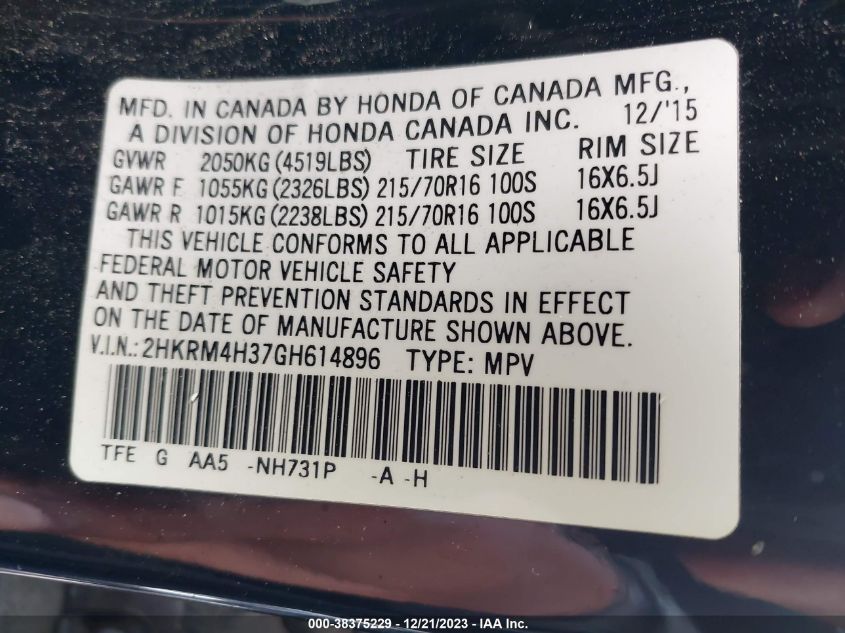 MFD. IN CANADA BY HONDA OF CANADA MFG.,
A DIVISION OF HONDA CANADA INC. 12/'15
GVWR 2050KG (4519LBS) TIRE SIZE RIM SIZE
GAWR F 1055KG (2326LBS) 215/70R16 100S 16X6.5J
GAWR R 1015KG (2238LBS) 215/70R16 100S 16X6.5J
THIS VEHICLE CONFORMS TO ALL APPLICABLE
FEDERAL MOTOR VEHICLE SAFETY
AND THEFT PREVENTION STANDARDS IN EFFECT
ON THE DATE OF MANUFACTURE SHOWN ABOVE.
V.I.N.: 2HKRM4H37GH614896 TYPE: MPV
TFE G AA5 -NH731P -A -H
000-38375229 - 12/21/2023 - IAA Inc.